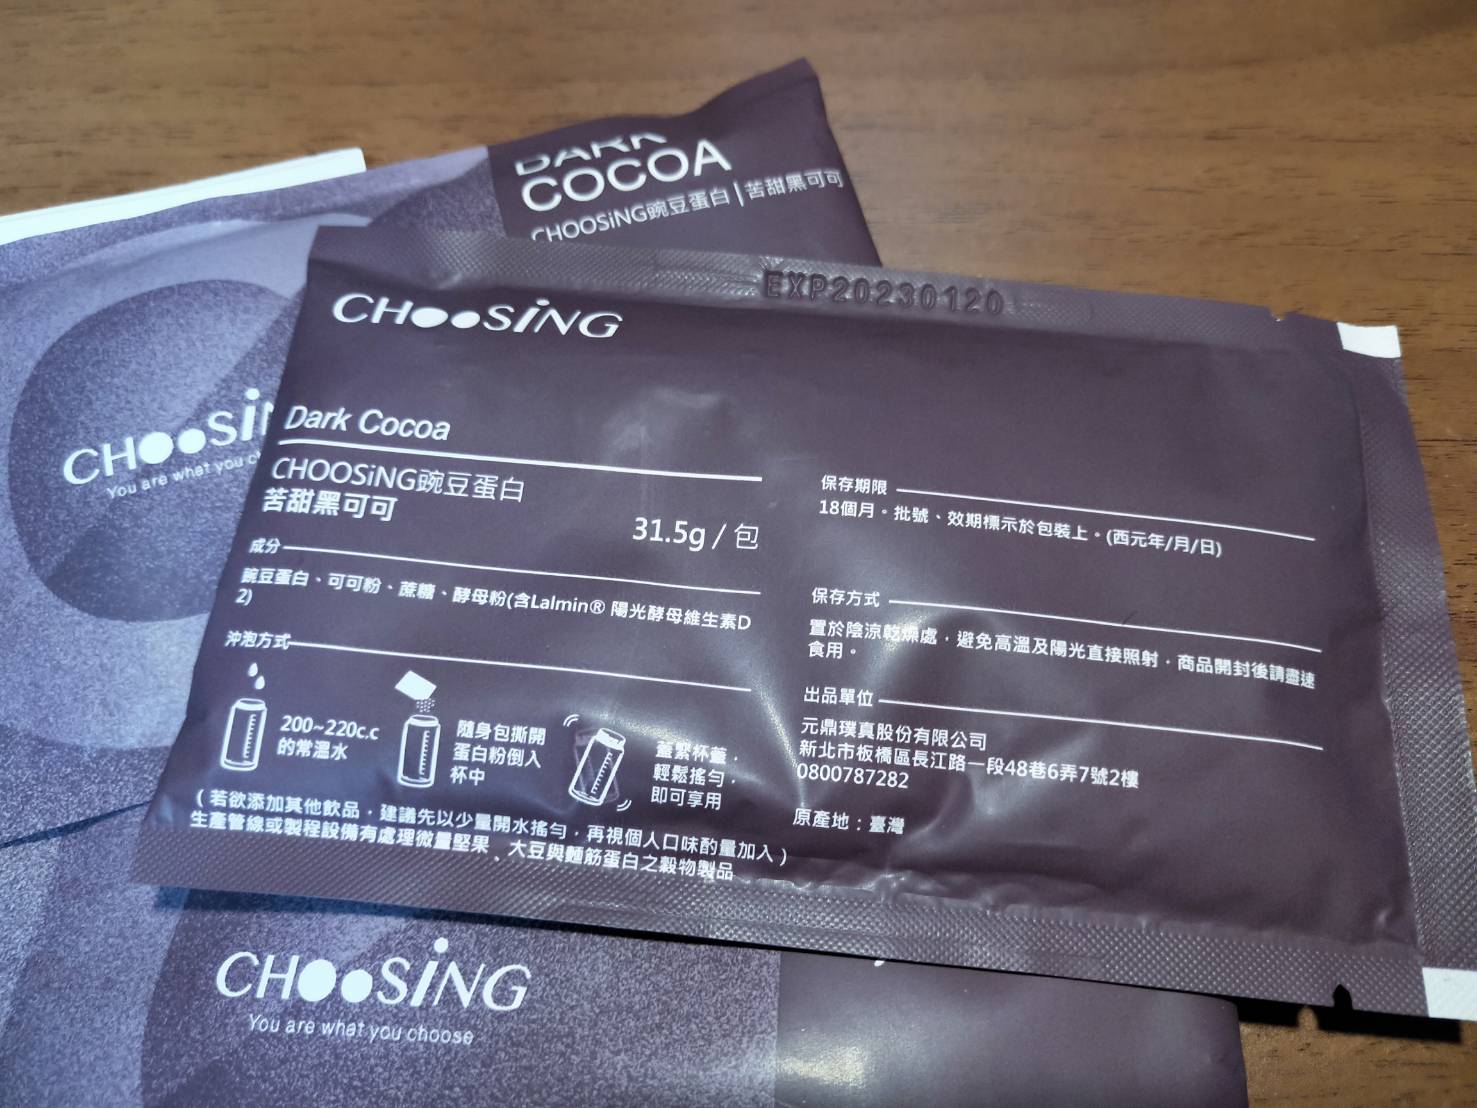 DARK
COCOA
CHOOSiNG豌豆蛋白|苦甜黑可可
CHOOSiNG
You are what you
EXP20230120
CHOOSiNG
Dark Cocoa
CHOOSiNG豌豆蛋白
苦甜黑可可
31.5g / 包
成分
豌豆蛋白、可可粉、蔗糖、酵母粉(含Lalmin® 陽光酵母維生素D
2)
沖泡方式
200~220c.c
的常溫水
隨身包撕開
蛋白粉倒入
杯中
蓋緊杯蓋，
輕鬆搖勻，
即可享用
(若欲添加其他飲品，建議先以少量開水搖勻，再視個人口味酌量加入)
生產管線或製程設備有處理微量堅果、大豆與麵筋蛋白之穀物製品
保存期限
18個月。批號、效期標示於包裝上。(西元年/月/日)
保存方式
置於陰涼乾燥處，避免高溫及陽光直接照射，商品開封後請盡速
食用。
出品單位
元鼎璞真股份有限公司
新北市板橋區長江路一段48巷6弄7號2樓
0800787282
原產地：臺灣
CHOOSiNG
You are what you choose